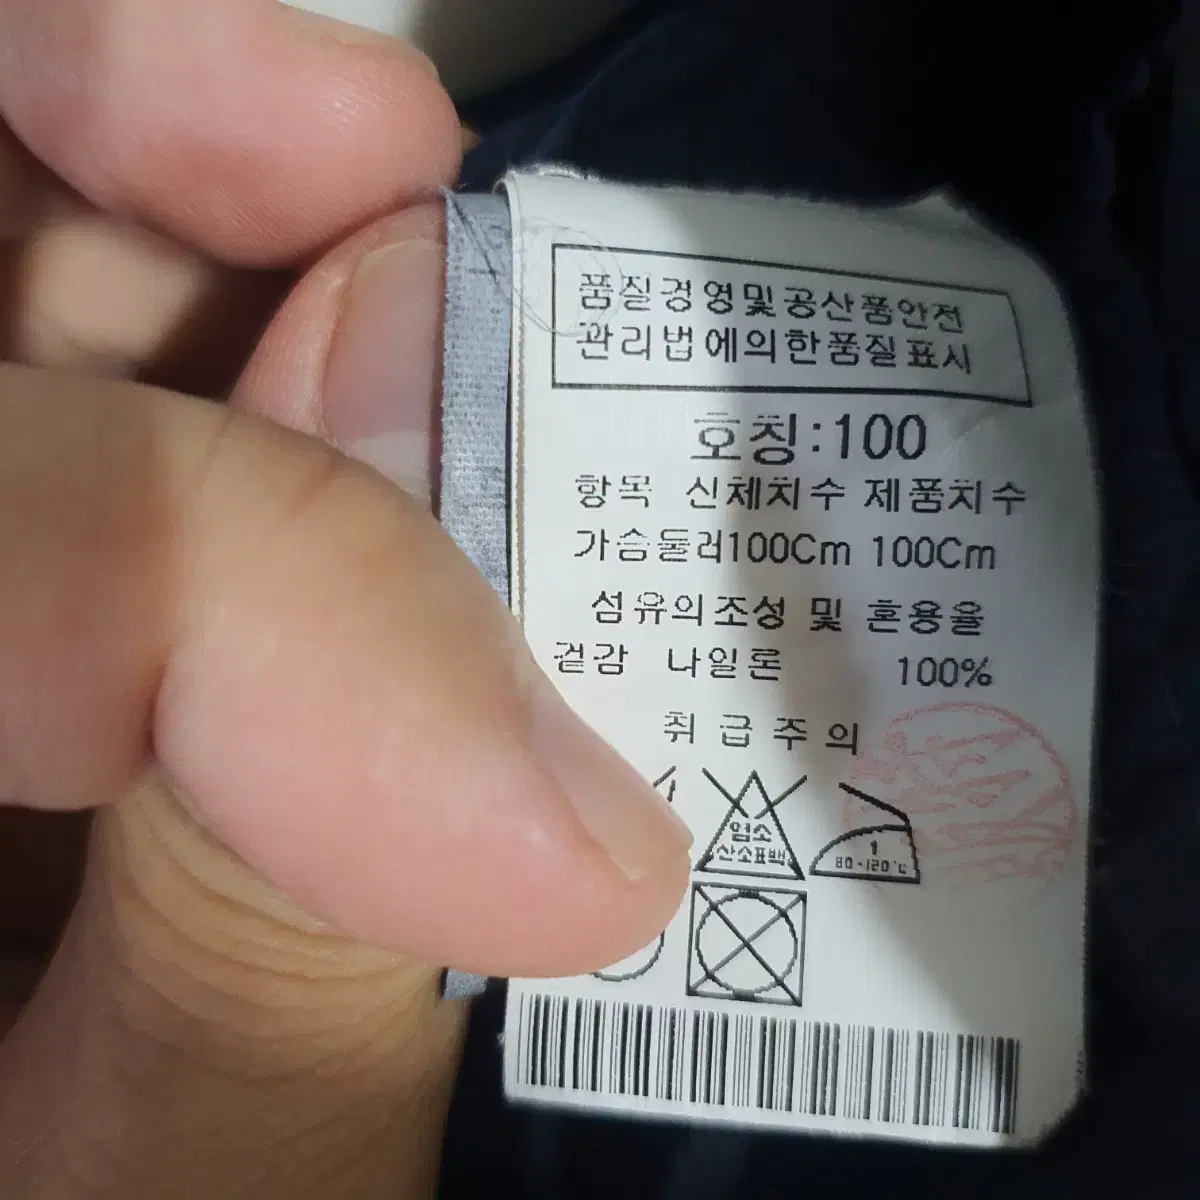 품질경영및공산품안전
관리법에의한품질표시
호칭:100
항목 신체치수 제품치수
가슴둘레100Cm 100Cm
섬유의조성 및 혼용율
겉감 나일론 100%
취급주의
염소
산소표백
1
80-120℃